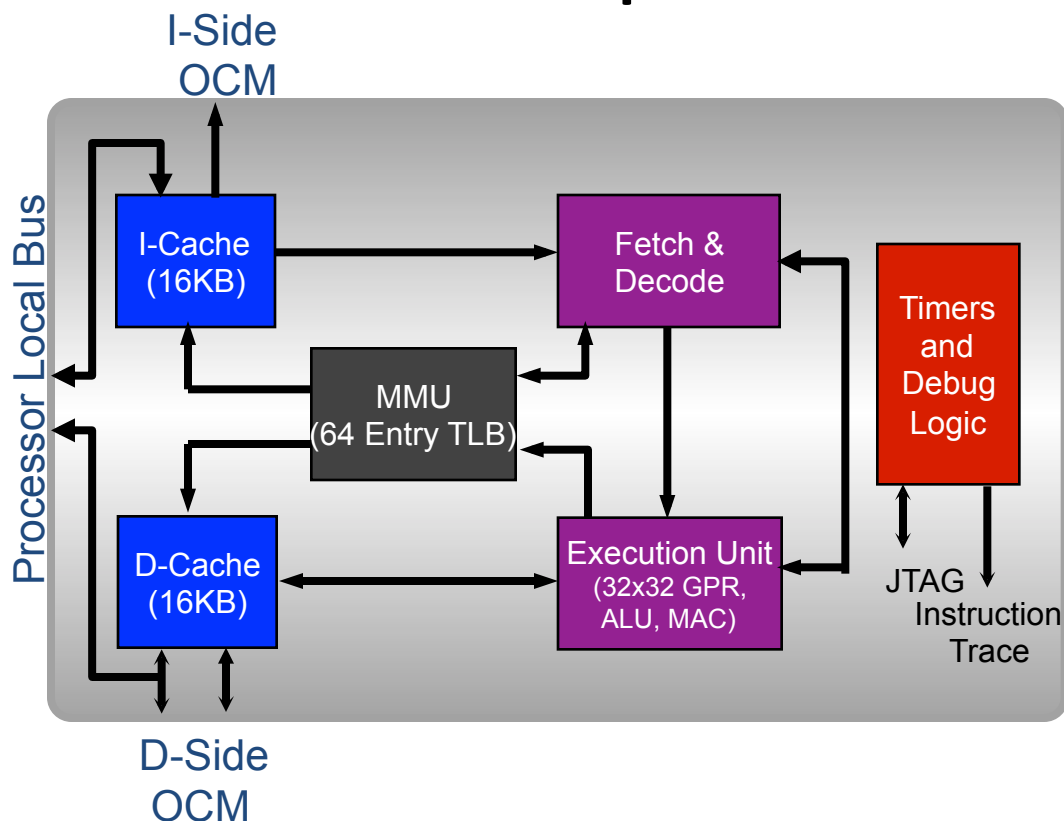 I-Side
OCM
Processor Local Bus
I-Cache
(16KB)
Fetch &
Decode
Timers
and
Debug
Logic
MMU
(64 Entry TLB)
D-Cache
(16KB)
Execution Unit
(32x32 GPR,
ALU, MAC)
JTAG
Instruction
Trace
D-Side
OCM